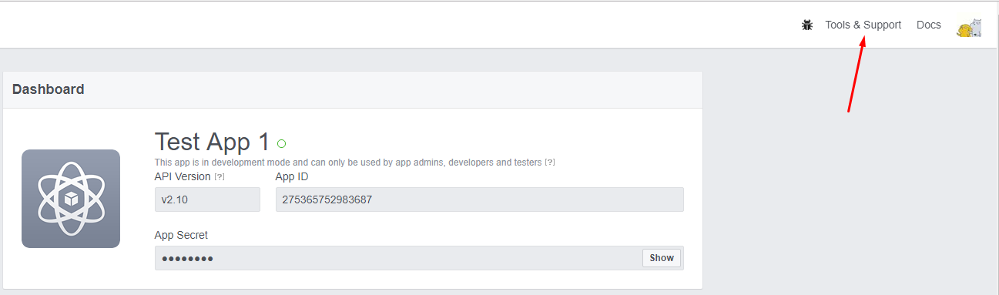 Tools & Support Docs
Dashboard
Test App 1
This app is in development mode and can only be used by app admins, developers and testers [?]
API Version [?] App ID
v2.10 275365752983687
App Secret
●●●●●●●● Show